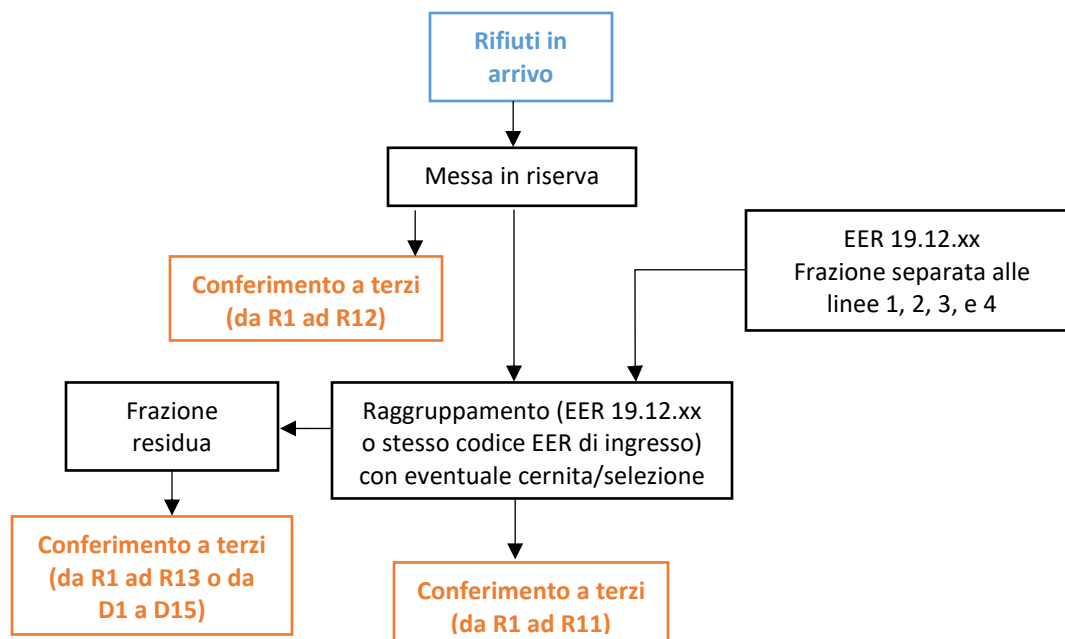 Rifiuti in
arrivo
Messa in riserva
EER 19.12.xx
Frazione separata alle
linee 1, 2, 3, e 4
Conferimento a terzi
(da R1 ad R12)
Frazione
residua
Raggruppamento (EER 19.12.xx
o stesso codice EER di ingresso)
con eventuale cernita/selezione
Conferimento a terzi
(da R1 ad R13 o da
D1 a D15)
Conferimento a terzi
(da R1 ad R11)